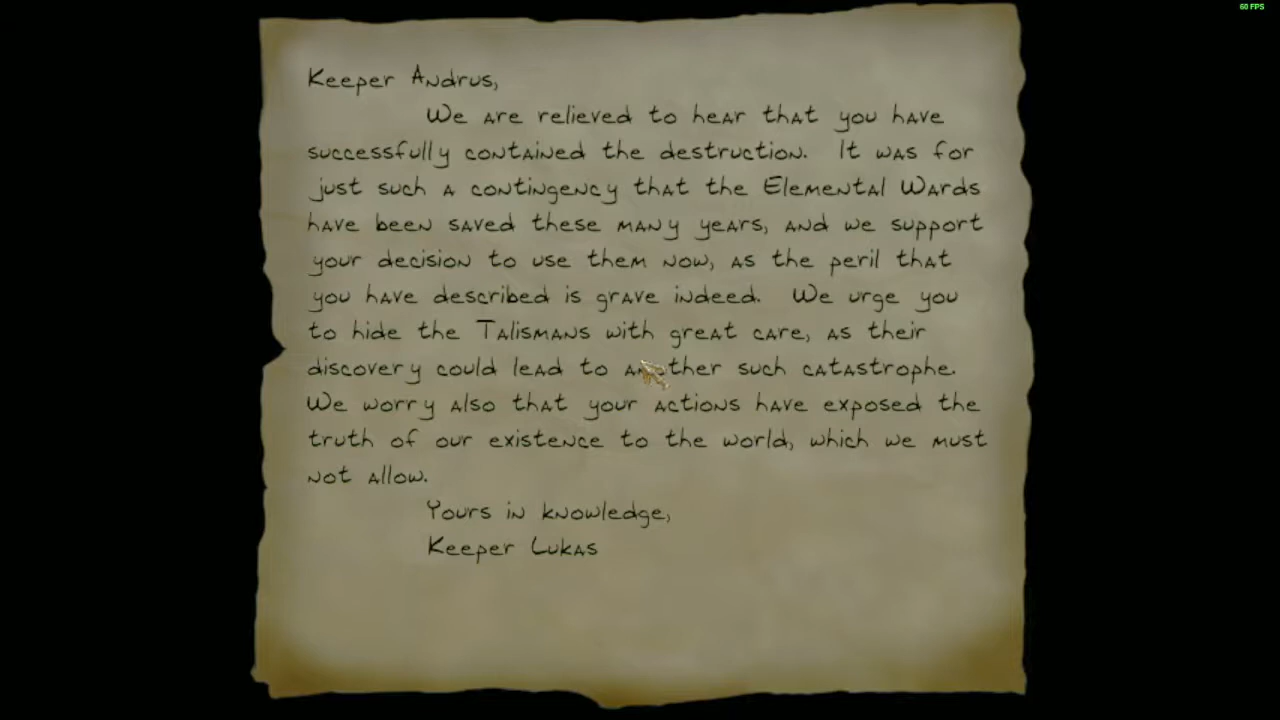 60 FPS
Keeper Andrus,
We are relieved to hear that you have
successfully contained the destruction. It was for
just such a contingency that the Elemental Wards
have been saved these many years, and we support
your decision to use them now, as the peril that
you have described is grave indeed. We urge you
to hide the Talismans with great care, as their
discovery could lead to another such catastrophe.
We worry also that your actions have exposed the
truth of our existence to the world, which we must
not allow.
Yours in knowledge,
Keeper Lukas